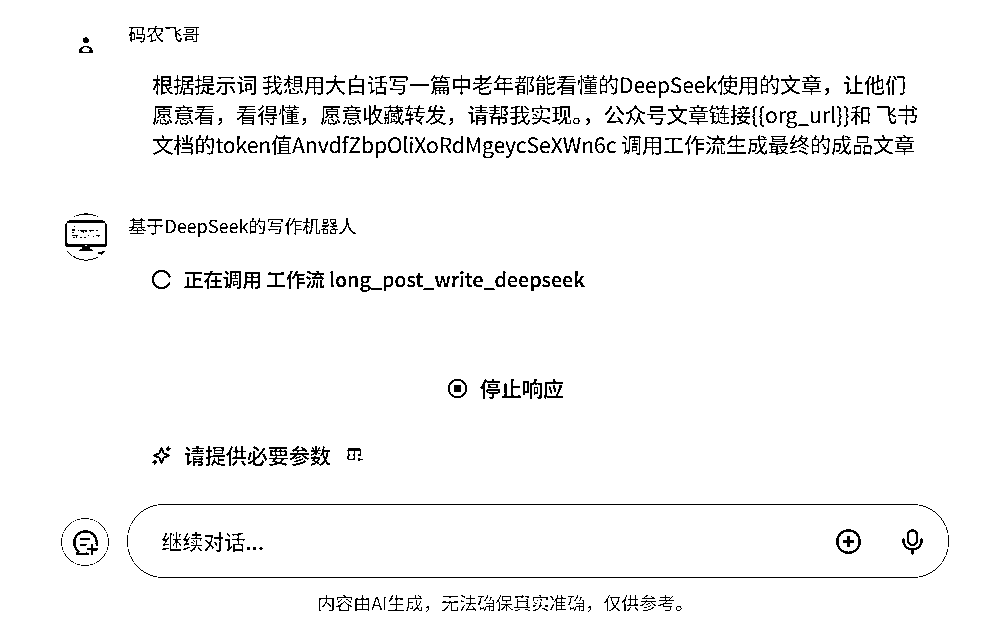 码农飞哥
根据提示词 我想用大白话写一篇中老年都能看懂的DeepSeek使用的文章，让他们
愿意看，看得懂，愿意收藏转发，请帮我实现。，公众号文章链接{{org_url}}和 飞书
文档的token值AnvdfZbpOliXoRdMgeycSeXWn6c 调用工作流生成最终的成品文章
基于DeepSeek的写作机器人
正在调用 工作流 long_post_write_deepseek
停止响应
请提供必要参数
继续对话...
内容由AI生成，无法确保真实准确，仅供参考。